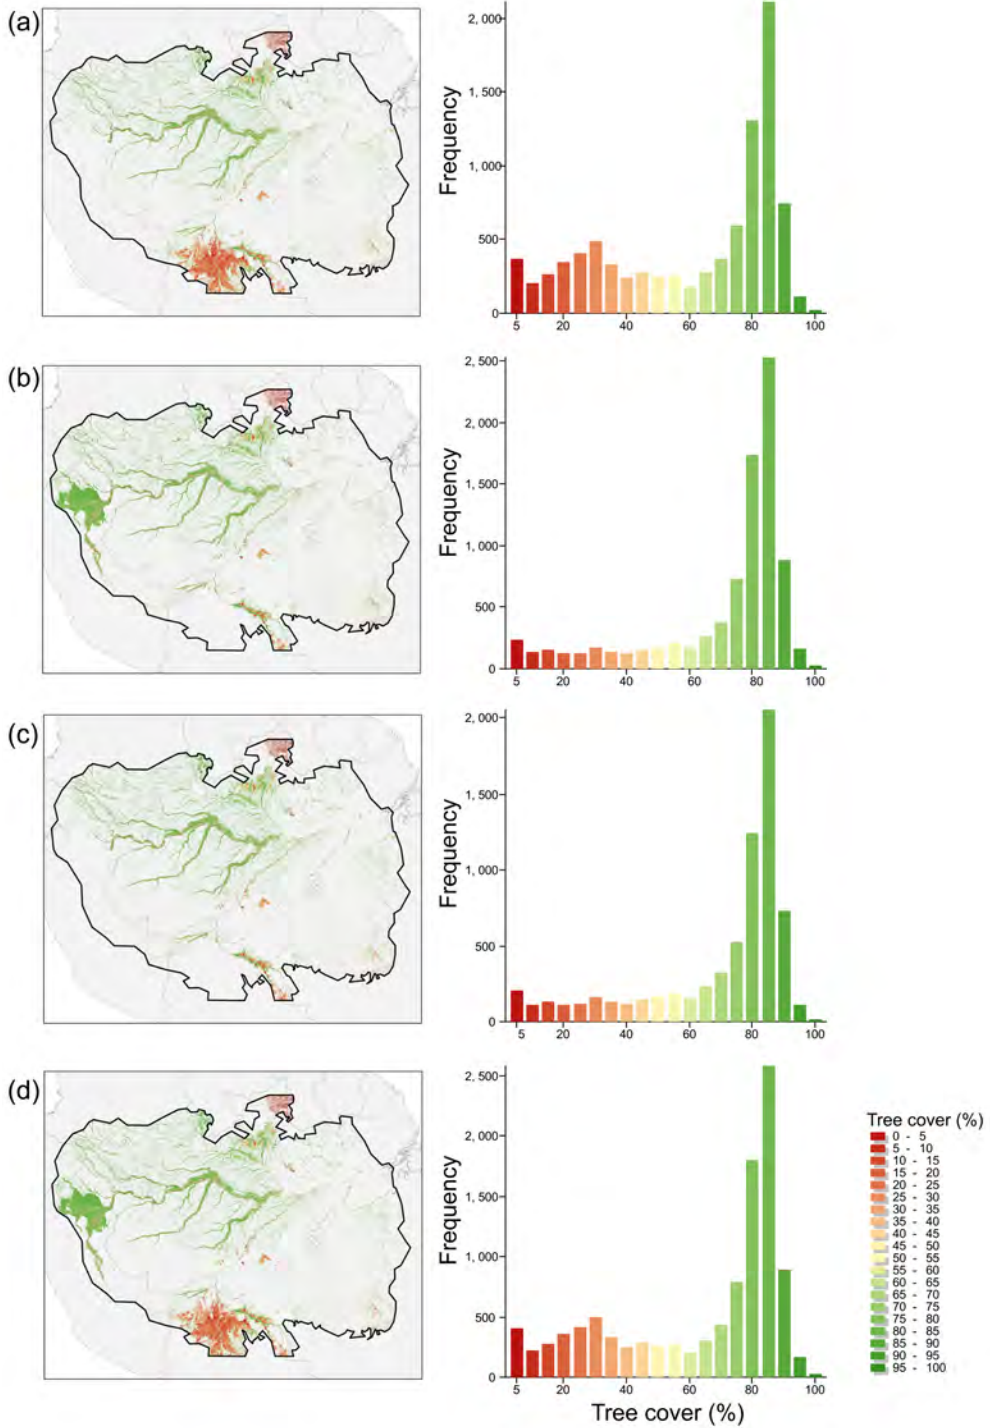 (a)
Frequency
2, 000
1, 500
1, 000
500
0
5 20 40 60 80 100
(b)
Frequency
2, 500
2, 000
1, 500
1, 000
500
0
5 20 40 60 80 100
(c)
Frequency
2, 000
1, 500
1, 000
500
0
5 20 40 60 80 100
(d)
Frequency
2, 500
2, 000
1, 500
1, 000
500
0
5 20 40 60 80 100
Tree cover (%)
Tree cover (%)
0 - 5
5 - 10
10 - 15
15 - 20
20 - 25
25 - 30
30 - 35
35 - 40
40 - 45
45 - 50
50 - 55
55 - 60
60 - 65
65 - 70
70 - 75
75 - 80
80 - 85
85 - 90
90 - 95
95 - 100